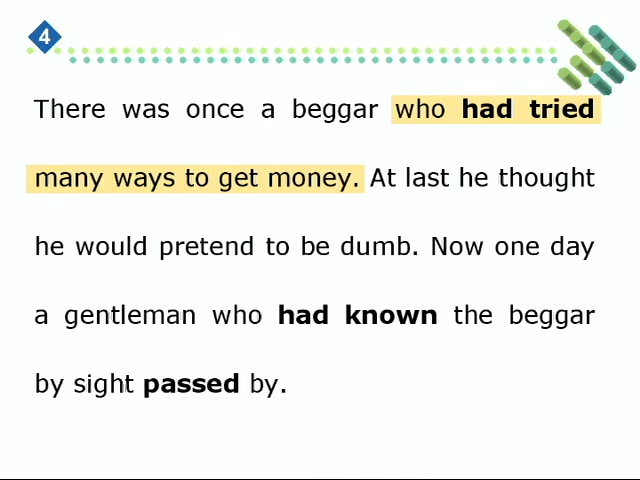 4
There was once a beggar who had tried
many ways to get money. At last he thought
he would pretend to be dumb. Now one day
a gentleman who had known the beggar
by sight passed by.